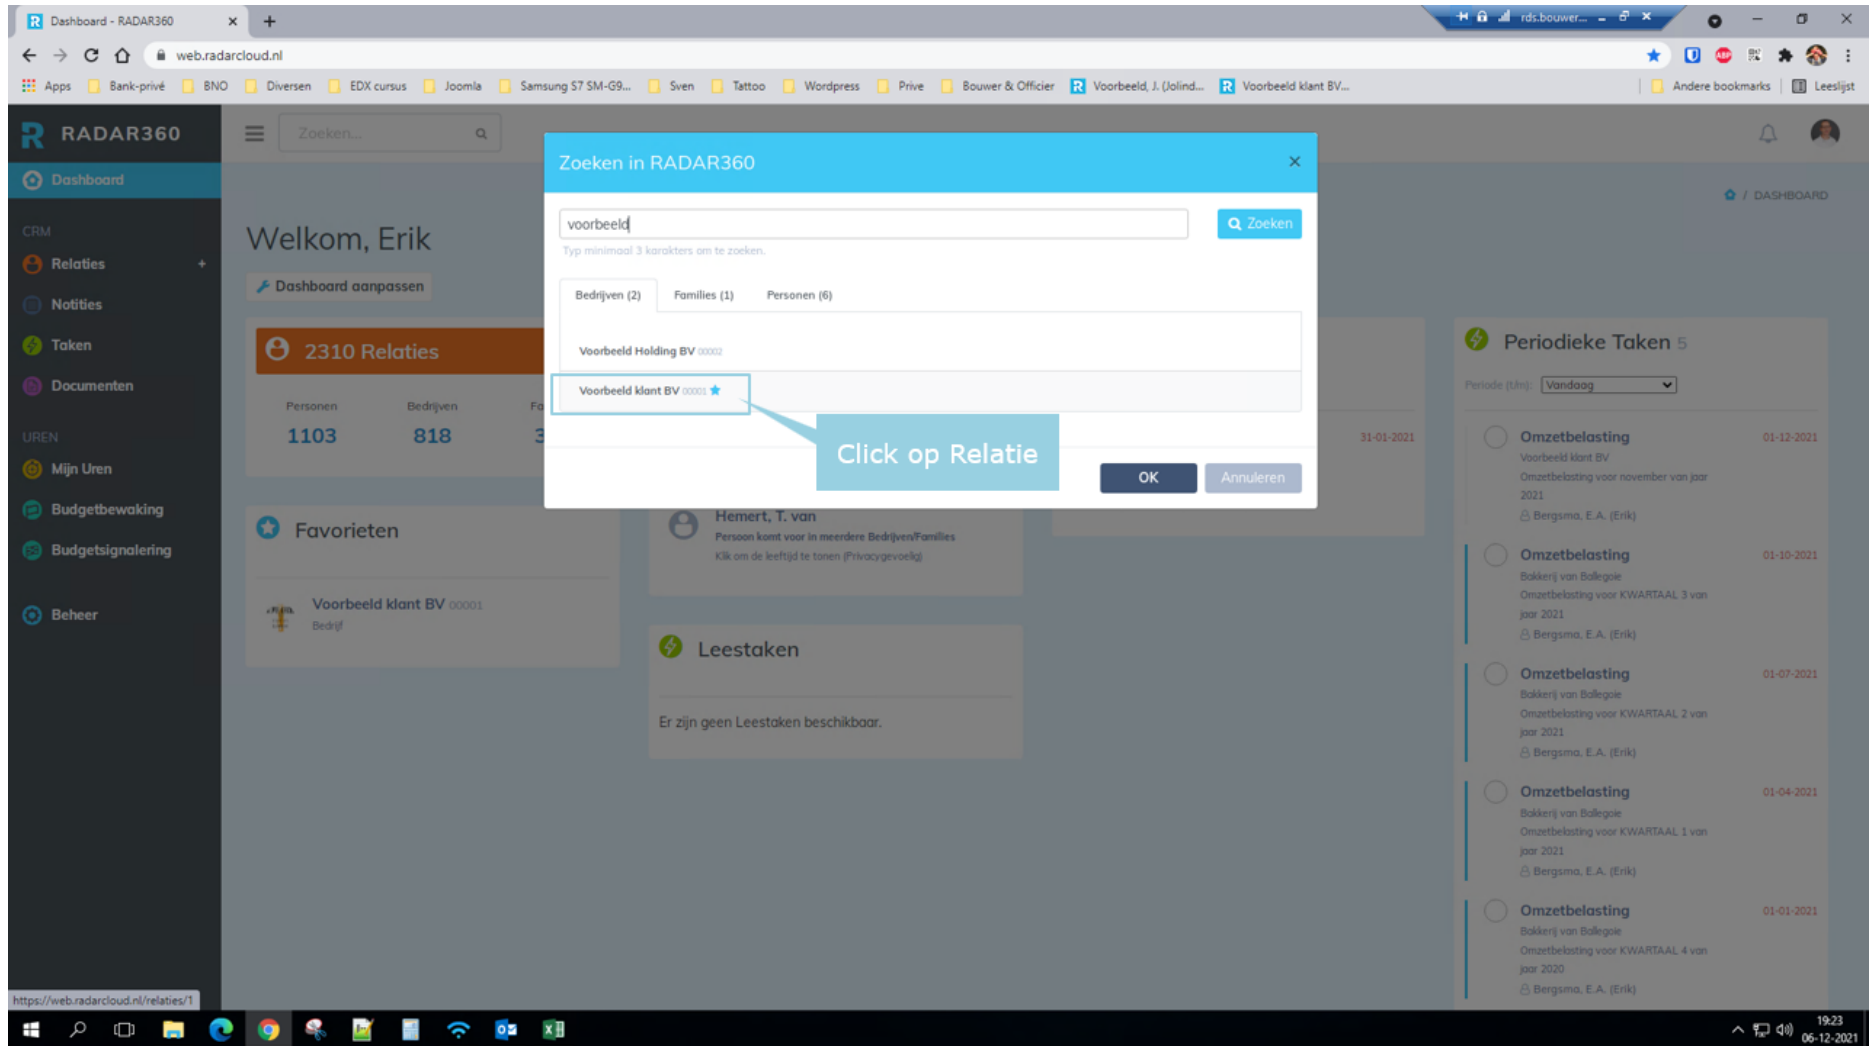 Dashboard - RADAR360
rds.bouwer...
web.radarcloud.nl
Apps
Bank-privé
BNO
Diversen
EDX cursus
Joomla
Samsung S7 SM-G9...
Sven
Tattoo
Wordpress
Prive
Bouwer & Officier
Voorbeeld, J. (Jolind...
Voorbeeld klant BV...
Andere bookmarks
Leeslijst
RADAR360
Zoeken...
Dashboard
CRM
Relaties +
Notities
Taken
Documenten
UREN
Mijn Uren
Budgetbewaking
Budgetsignalering
Beheer
/ DASHBOARD
Welkom, Erik
Dashboard aanpassen
2310 Relaties
Personen
Bedrijven
Fa
1103
818
3
Favorieten
Voorbeeld klant BV 00001
Bedrijf
Zoeken in RADAR360
voorbeeld
Zoeken
Typ minimaal 3 karakters om te zoeken.
Bedrijven (2)
Families (1)
Personen (6)
Voorbeeld Holding BV 00002
Voorbeeld klant BV 00001
Click op Relatie
OK
Annuleren
Hemert, T. van
Persoon komt voor in meerdere Bedrijven/Families
Klik om de leeftijd te tonen (Privacygevoelig)
Leestaken
Er zijn geen Leestaken beschikbaar.
31-01-2021
Periodieke Taken 5
Periode (t/m): Vandaag
Omzetbelasting 01-12-2021
Voorbeeld klant BV
Omzetbelasting voor november van jaar
2021
Bergsma, E.A. (Erik)
Omzetbelasting 01-10-2021
Bakkerij van Ballegoie
Omzetbelasting voor KWARTAAL 3 van
jaar 2021
Bergsma, E.A. (Erik)
Omzetbelasting 01-07-2021
Bakkerij van Ballegoie
Omzetbelasting voor KWARTAAL 2 van
jaar 2021
Bergsma, E.A. (Erik)
Omzetbelasting 01-04-2021
Bakkerij van Ballegoie
Omzetbelasting voor KWARTAAL 1 van
jaar 2021
Bergsma, E.A. (Erik)
Omzetbelasting 01-01-2021
Bakkerij van Ballegoie
Omzetbelasting voor KWARTAAL 4 van
jaar 2020
Bergsma, E.A. (Erik)
https://web.radarcloud.nl/relaties/1
19:23
06-12-2021